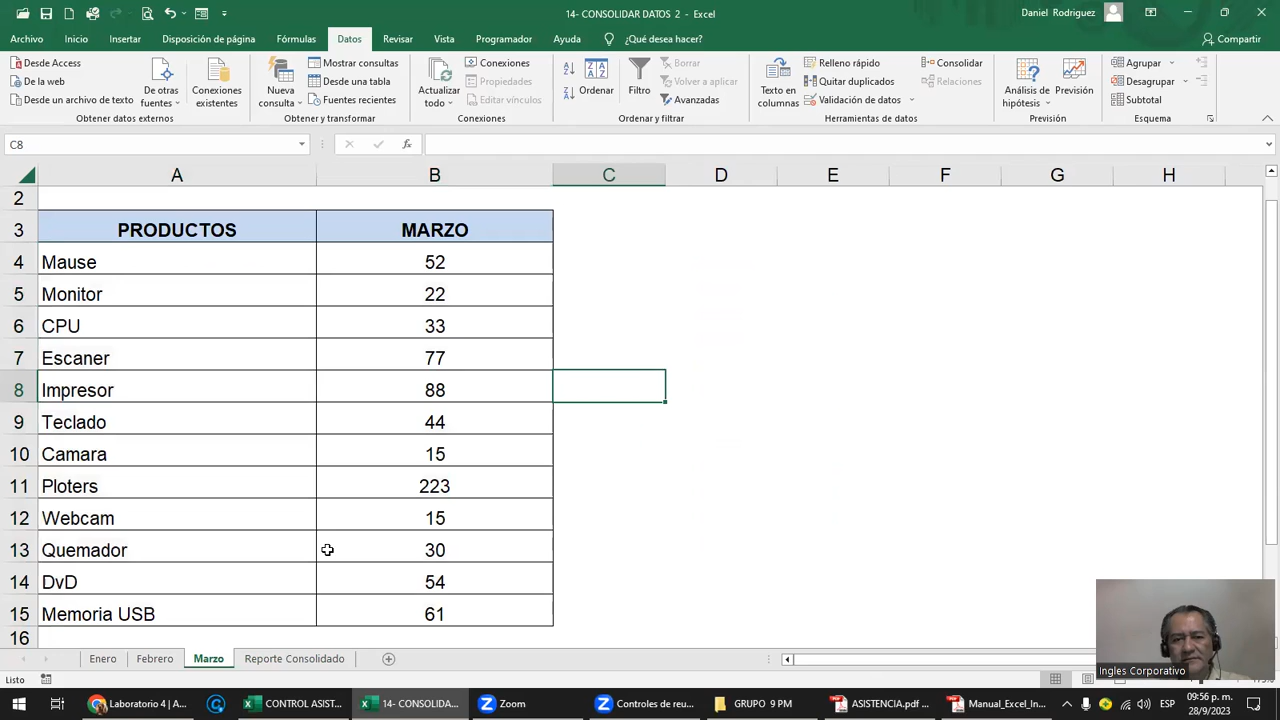 14- CONSOLIDAR DATOS 2 - Excel
Daniel Rodriguez
Archivo Inicio Insertar Disposición de página Fórmulas Datos Revisar Vista Programador Ayuda ¿Qué desea hacer? Compartir
Desde Access
De la web
Desde un archivo de texto
De otras fuentes
Conexiones existentes
Obtener datos externos
Nueva consulta
Mostrar consultas
Desde una tabla
Fuentes recientes
Obtener y transformar
Actualizar todo
Conexiones
Propiedades
Editar vínculos
Conexiones
Ordenar
Filtro
Borrar
Volver a aplicar
Avanzadas
Ordenar y filtrar
Texto en columnas
Relleno rápido
Quitar duplicados
Validación de datos
Consolidar
Relaciones
Herramientas de datos
Análisis de hipótesis
Previsión
Previsión
Agrupar
Desagrupar
Subtotal
Esquema
C8
fx
A B C D E F G H
2
3 PRODUCTOS MARZO
4 Mause 52
5 Monitor 22
6 CPU 33
7 Escaner 77
8 Impresor 88
9 Teclado 44
10 Camara 15
11 Ploters 223
12 Webcam 15
13 Quemador 30
14 DvD 54
15 Memoria USB 61
16
Ingles Corporativo
Enero Febrero Marzo Reporte Consolidado
Listo
Laboratorio 4 | A...
CONTROL ASIST...
14- CONSOLIDA...
Zoom
Controles de reu...
GRUPO 9 PM
ASISTENCIA.pdf ...
Manual_Excel_In...
ESP
09:56 p. m.
28/9/2023